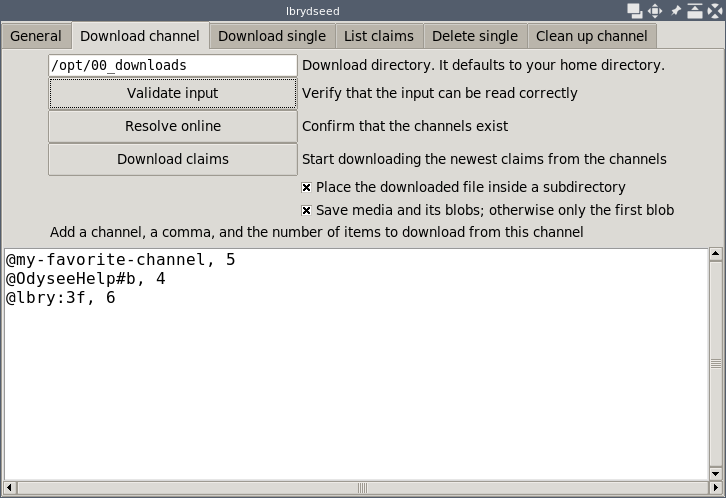 lbrydseed
General Download channel Download single List claims Delete single Clean up channel
/opt/00_downloads Download directory. It defaults to your home directory.
Validate input Verify that the input can be read correctly
Resolve online Confirm that the channels exist
Download claims Start downloading the newest claims from the channels
Place the downloaded file inside a subdirectory
Save media and its blobs; otherwise only the first blob
Add a channel, a comma, and the number of items to download from this channel
@my-favorite-channel, 5
@OdyseeHelp#b, 4
@lbry:3f, 6